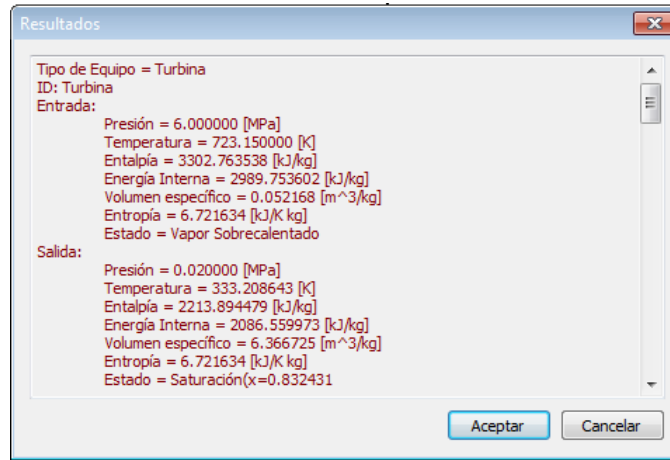 Resultados
Tipo de Equipo = Turbina
ID: Turbina
Entrada:
Presión = 6.000000 [MPa]
Temperatura = 723.150000 [K]
Entalpía = 3302.763538 [kJ/kg]
Energía Interna = 2989.753602 [kJ/kg]
Volumen específico = 0.052168 [m^3/kg]
Entropía = 6.721634 [kJ/K kg]
Estado = Vapor Sobrecalentado
Salida:
Presión = 0.020000 [MPa]
Temperatura = 333.208643 [K]
Entalpía = 2213.894479 [kJ/kg]
Energía Interna = 2086.559973 [kJ/kg]
Volumen específico = 6.366725 [m^3/kg]
Entropía = 6.721634 [kJ/K kg]
Estado = Saturación(x=0.832431
Aceptar
Cancelar